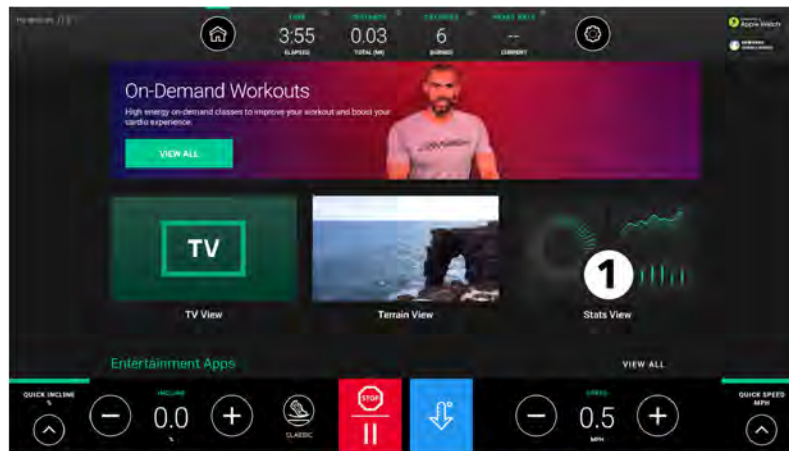 TIME
DISTANCE
CALORIES
HEART RATE
3:55
0.03
6
--
ELAPSED
TOTAL (MI)
BURNED
CURRENT
Apple Watch
On-Demand Workouts
High energy on-demand classes to improve your workout and boost your
cardio experience.
VIEW ALL
TV
1
TV View
Terrain View
Stats View
Entertainment Apps
VIEW ALL
QUICK INCLINE
%
INCLINE
0.0
%
CLASSIC
STOP
SPEED
0.5
MPH
QUICK SPEED
MPH